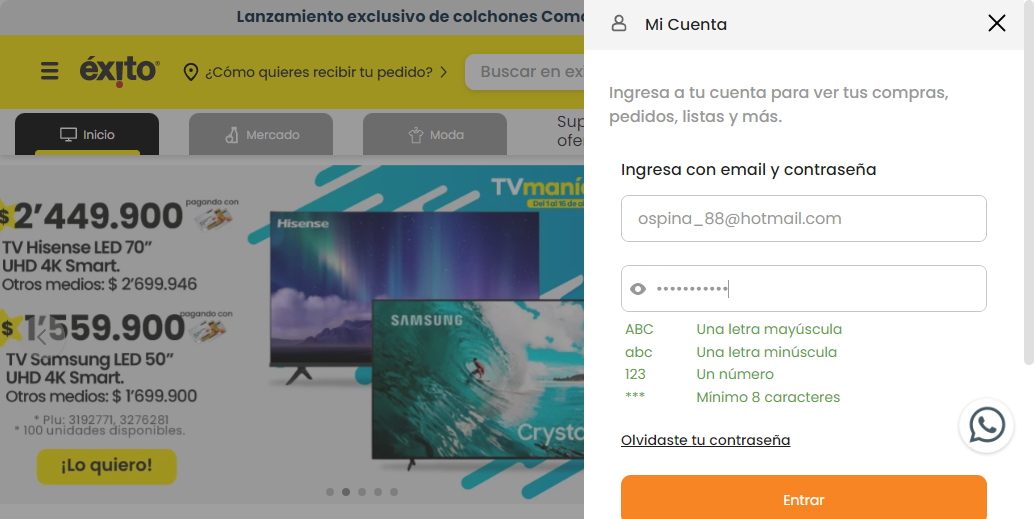 Lanzamiento exclusivo de colchones Como
éxito
¿Cómo quieres recibir tu pedido?
Buscar en ex
Inicio
Mercado
Moda
Sup
ofer
TVmanía
Del 1 al 16 de a
$2'449.900
pagando con
TV Hisense LED 70"
UHD 4K Smart.
Otros medios: $ 2'699.946
$1'559.900
pagando con
TV Samsung LED 50"
UHD 4K Smart.
Otros medios: $ 1'699.900
* Plu: 3192771, 3276281
* 100 unidades disponibles.
¡Lo quiero!
Hisense
SAMSUNG
Crysta
Mi Cuenta
Ingresa a tu cuenta para ver tus compras,
pedidos, listas y más.
Ingresa con email y contraseña
ospina_88@hotmail.com
•••••••••••
ABC Una letra mayúscula
abc Una letra minúscula
123 Un número
*** Mínimo 8 caracteres
Olvidaste tu contraseña
Entrar